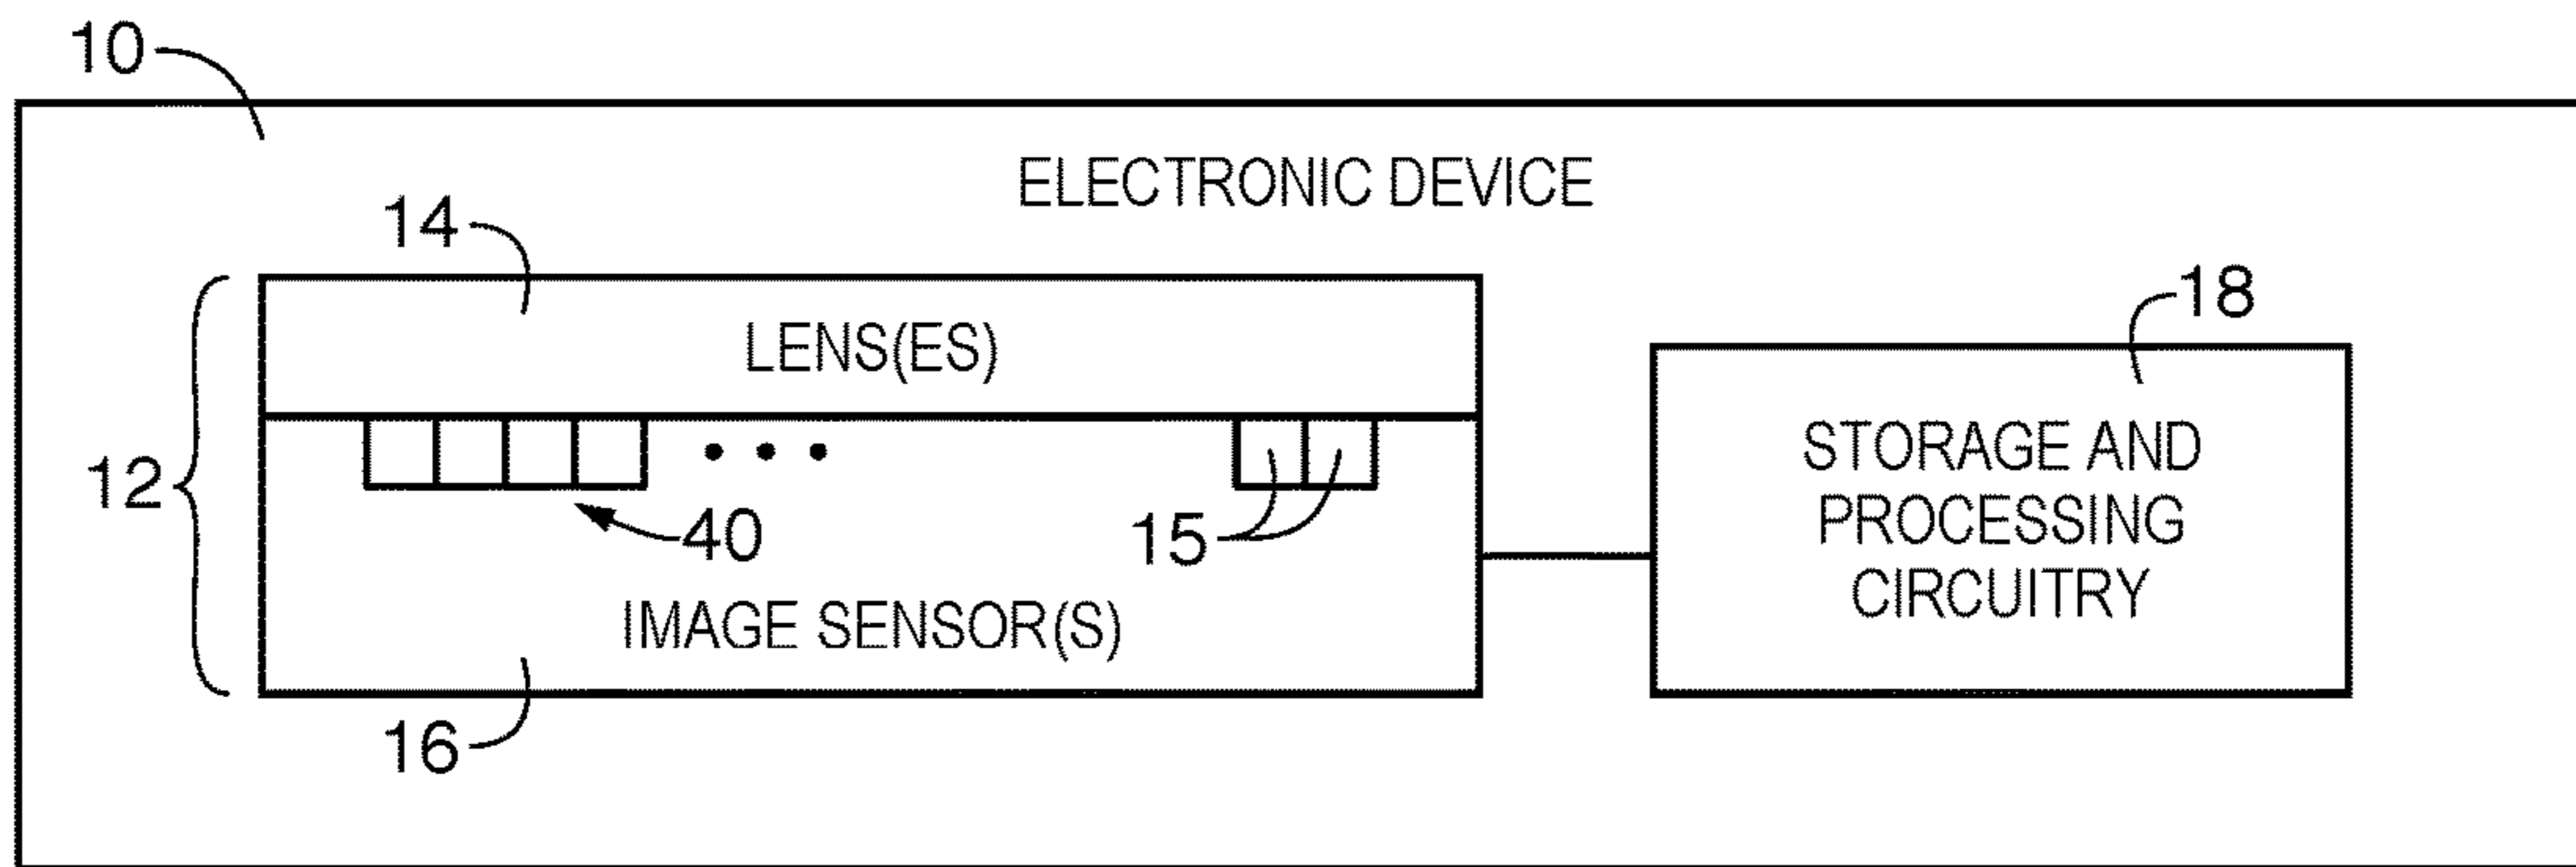 10
ELECTRONIC DEVICE
14
18
LENS(ES)
12
40
15
STORAGE AND
PROCESSING
CIRCUITRY
IMAGE SENSOR(S)
16